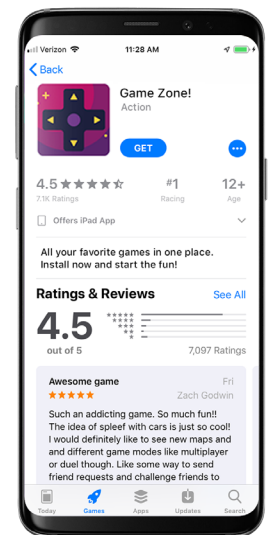 Verizon 11:28 AM
Back
Game Zone!
Action
GET
4.5 #1 12+
7.1K Ratings Racing Age
Offers iPad App
All your favorite games in one place.
Install now and start the fun!
Ratings & Reviews See All
4.5
out of 5 7,097 Ratings
Awesome game Fri
Zach Godwin
Such an addicting game. So much fun!!
The idea of spleef with cars is just so cool!
I would definitely like to see new maps and
and different game modes like multiplayer
or duel though. Like some way to send
friend requests and challenge friends to
Today Games Apps Updates Search